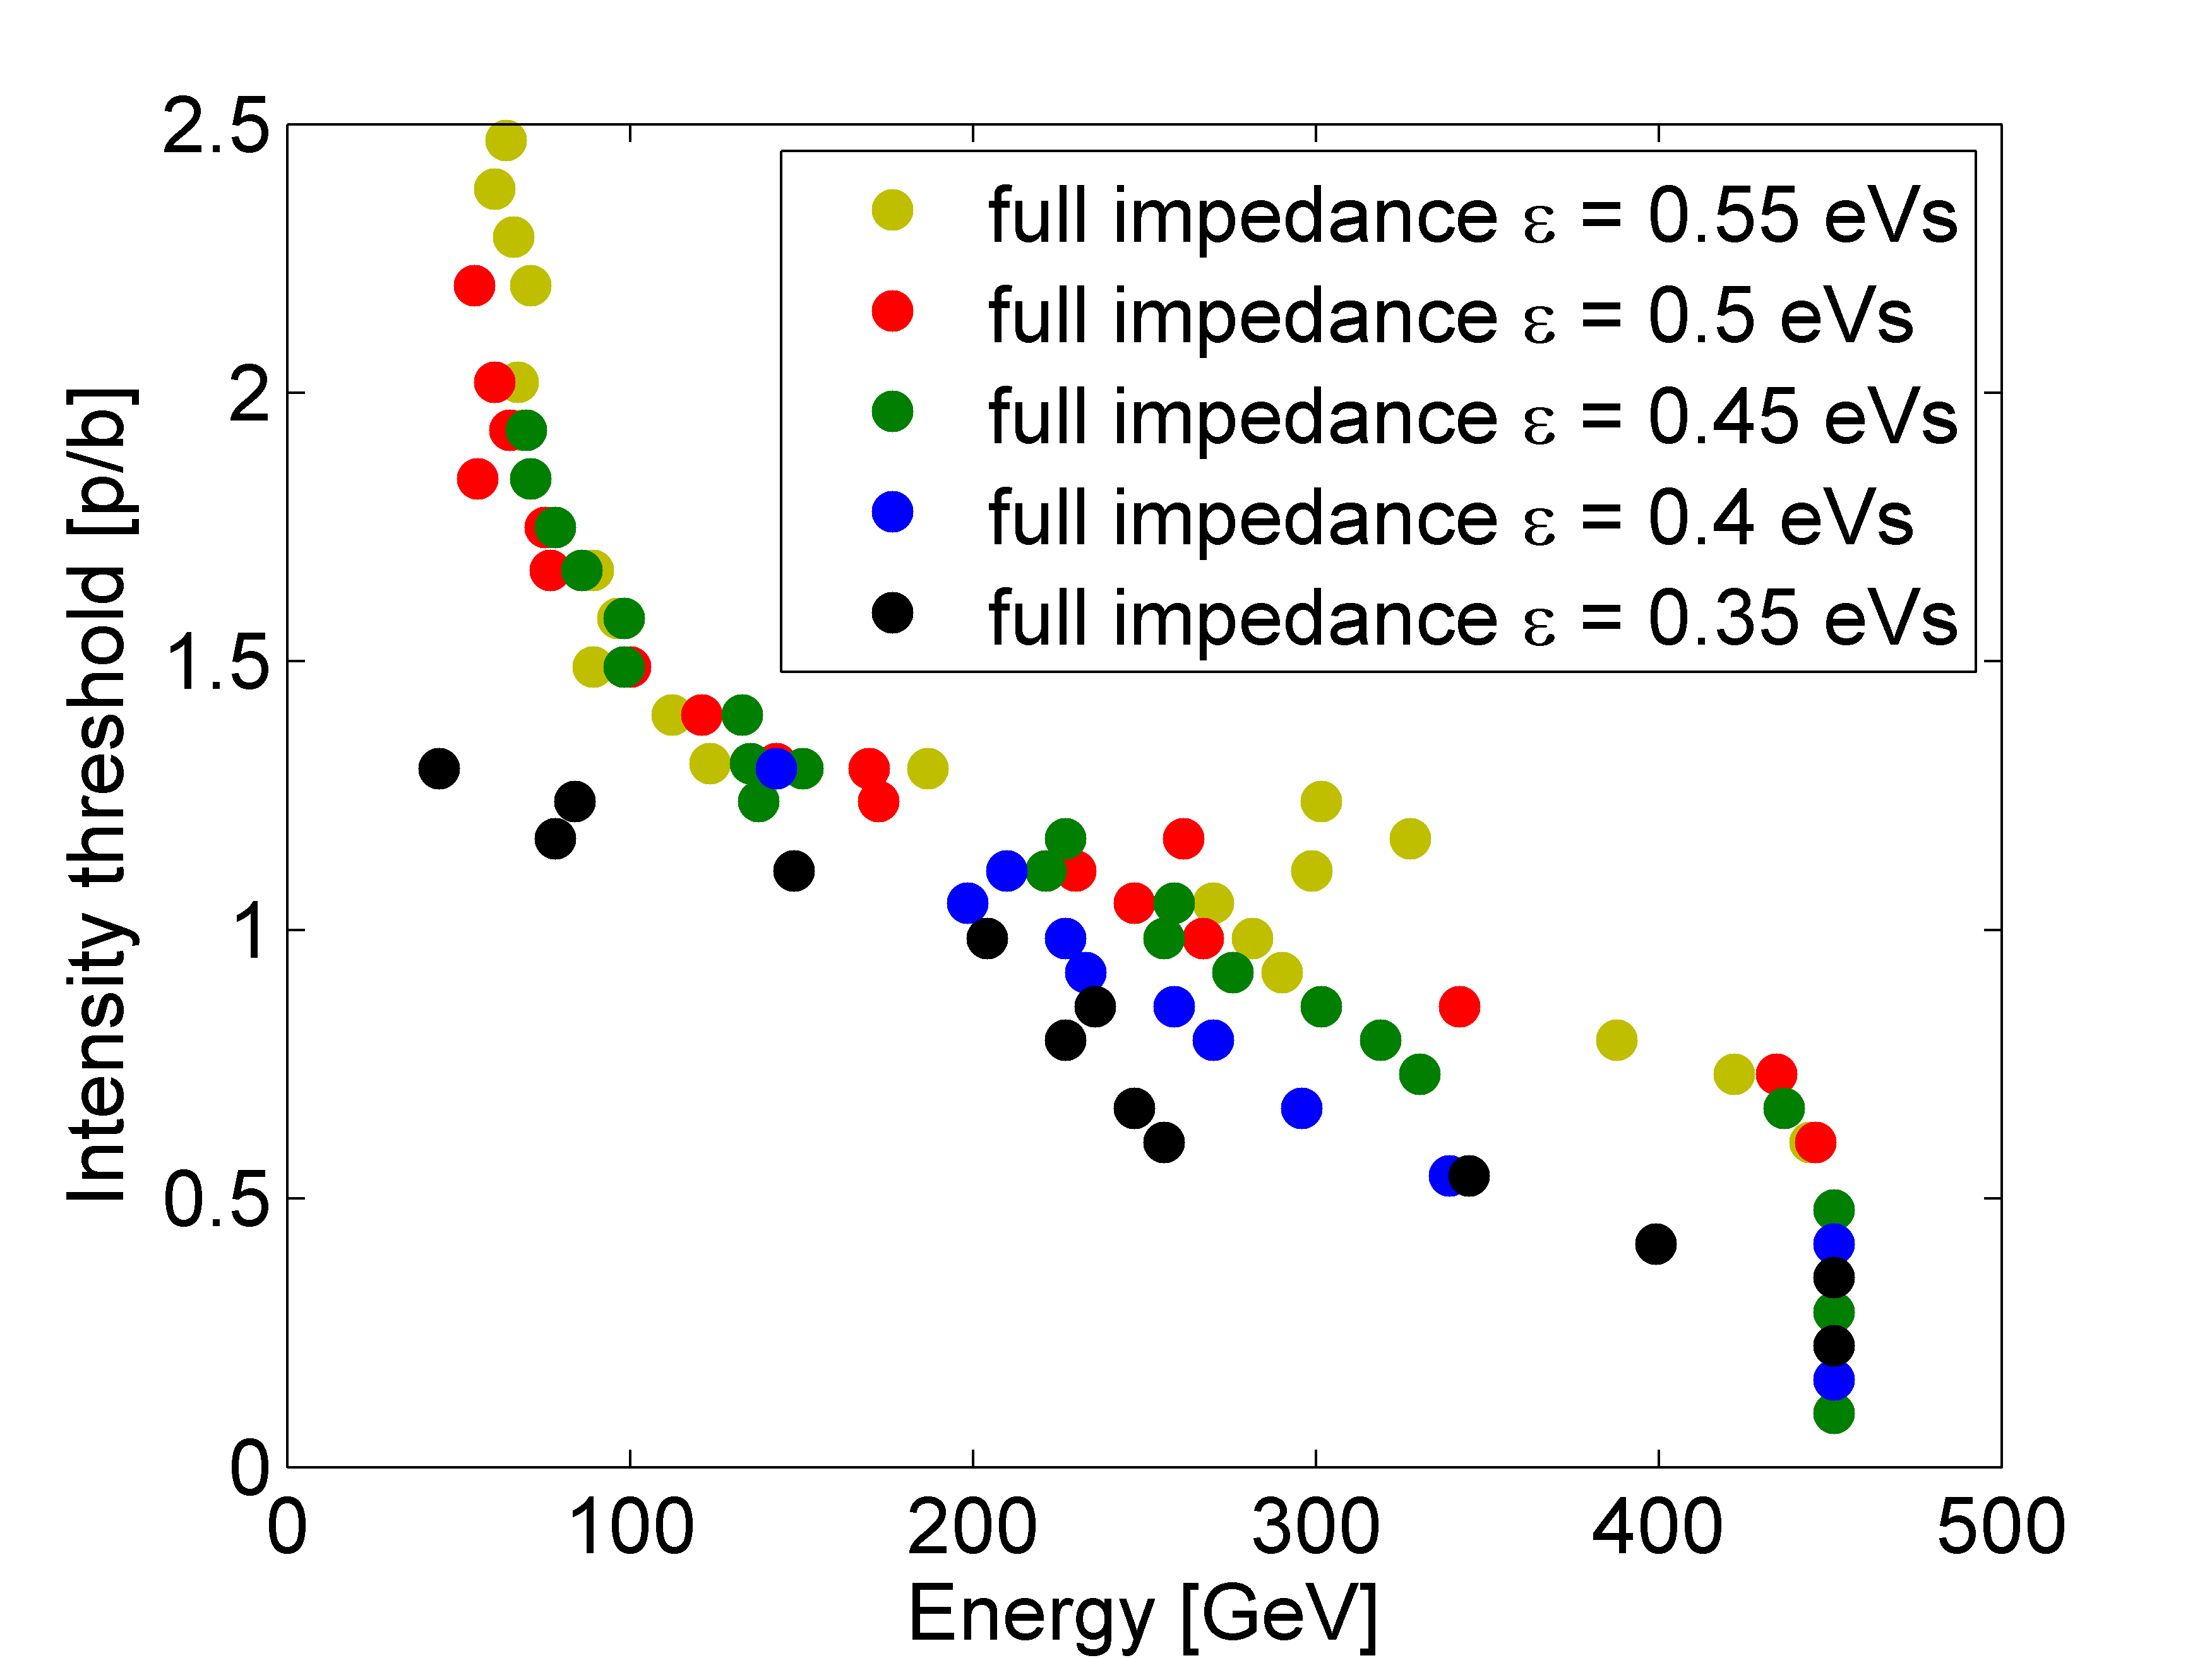 2.5
2
1.5
1
0.5
0
Intensity threshold [p/b]
full impedance ε = 0.55 eVs
full impedance ε = 0.5 eVs
full impedance ε = 0.45 eVs
full impedance ε = 0.4 eVs
full impedance ε = 0.35 eVs
0 100 200 300 400 500
Energy [GeV]